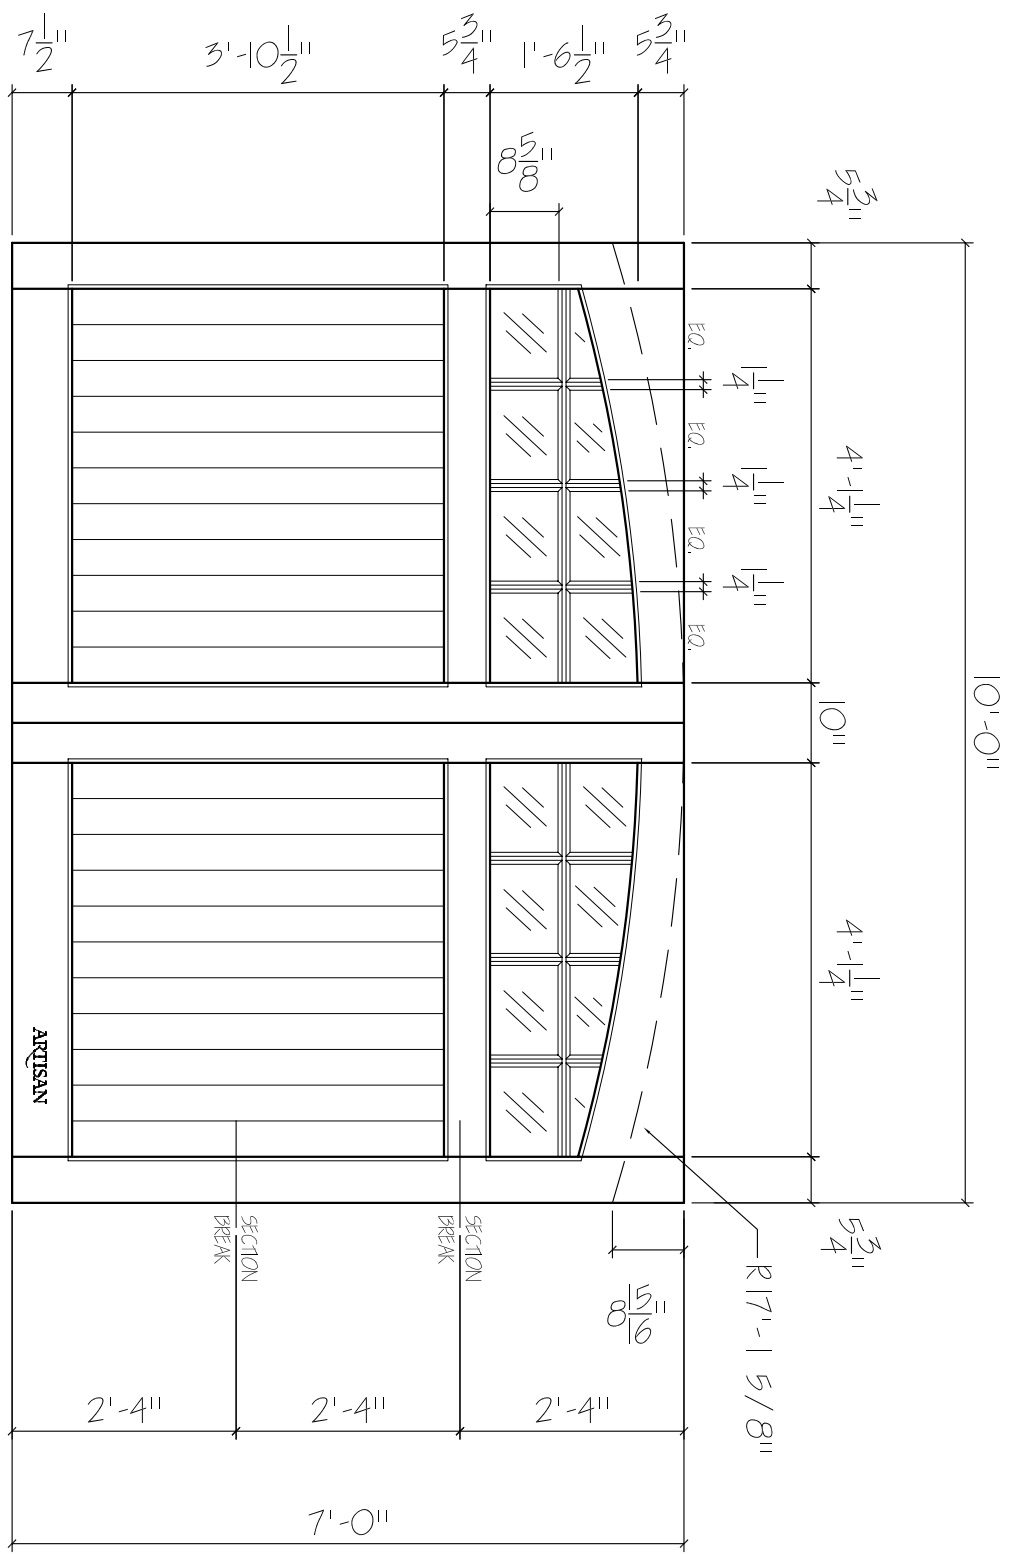 7 1/2"
3'-10 1/2"
5 3/4"
1'-6 1/2"
5 3/4"
8 5/8"
5 3/4"
4'-1 1/4"
10"
4'-1 1/4"
5 3/4"
10'-0"
EQ.
1 1/4"
EQ.
1 1/4"
EQ.
1 1/4"
EQ.
ARTISAN
SECTION
BREAK
SECTION
BREAK
8 15/16"
R 17'-1 5/8"
2'-4"
2'-4"
2'-4"
7'-0"